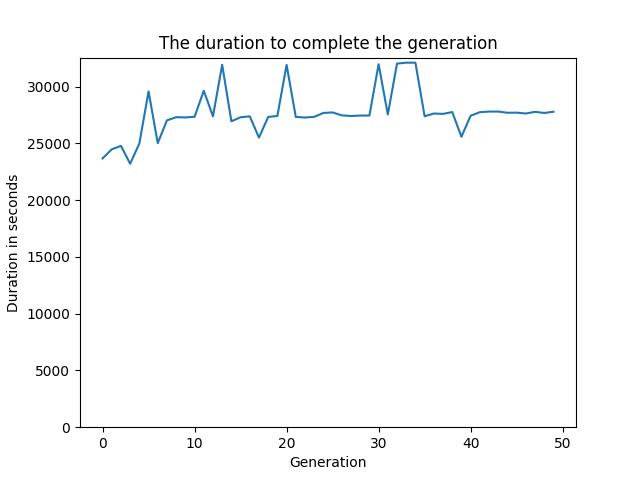 The duration to complete the generation
30000
25000
20000
15000
10000
5000
0
Duration in seconds
0 10 20 30 40 50
Generation